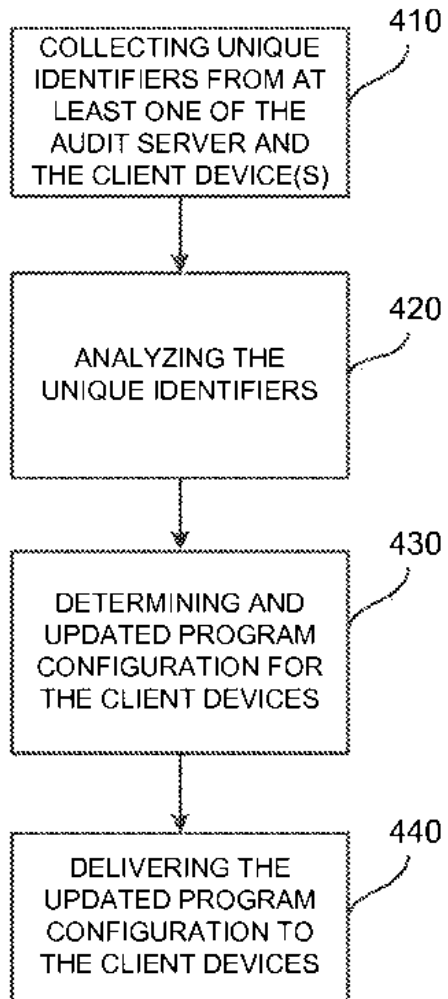 410
COLLECTING UNIQUE
IDENTIFIERS FROM AT
LEAST ONE OF THE
AUDIT SERVER AND
THE CLIENT DEVICE(S)
420
ANALYZING THE
UNIQUE IDENTIFIERS
430
DETERMINING AND
UPDATED PROGRAM
CONFIGURATION FOR
THE CLIENT DEVICES
440
DELIVERING THE
UPDATED PROGRAM
CONFIGURATION TO
THE CLIENT DEVICES